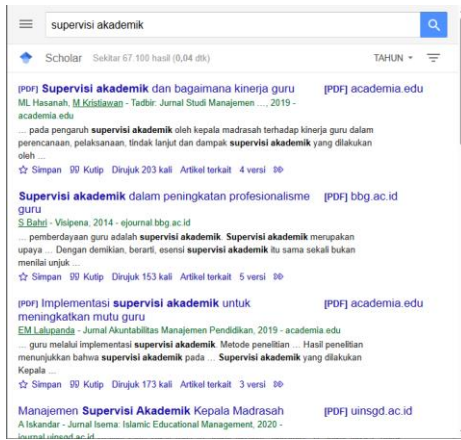 supervisi akademik
Scholar Sekitar 67.100 hasil (0,04 dtk) TAHUN
[PDF] Supervisi akademik dan bagaimana kinerja guru [PDF] academia.edu
ML Hasanah, M Kristiawan - Tadbir: Jurnal Studi Manajemen ..., 2019 -
academia.edu
... pada pengaruh supervisi akademik oleh kepala madrasah terhadap kinerja guru dalam
perencanaan, pelaksanaan, tindak lanjut dan dampak supervisi akademik yang dilakukan
oleh ...
Simpan Kutip Dirujuk 203 kali Artikel terkait 4 versi
Supervisi akademik dalam peningkatan profesionalisme [PDF] bbg.ac.id
guru
S Bahri - Visipena, 2014 - ejournal.bbg.ac.id
... pemberdayaan guru adalah supervisi akademik. Supervisi akademik merupakan
upaya ... Dengan demikian, berarti, esensi supervisi akademik itu sama sekali bukan
menilai unjuk ...
Simpan Kutip Dirujuk 153 kali Artikel terkait 5 versi
[PDF] Implementasi supervisi akademik untuk [PDF] academia.edu
meningkatkan mutu guru
EM Lalupanda - Jurnal Akuntabilitas Manajemen Pendidikan, 2019 - academia.edu
... guru melalui implementasi supervisi akademik. Metode penelitian ... Hasil penelitian
menunjukkan bahwa supervisi akademik pada ... Supervisi akademik yang dilakukan
Kepala ...
Simpan Kutip Dirujuk 173 kali Artikel terkait 3 versi
Manajemen Supervisi Akademik Kepala Madrasah [PDF] uinsgd.ac.id
A Iskandar - Jurnal Isema: Islamic Educational Management, 2020 -
journal.uinsgd.ac.id